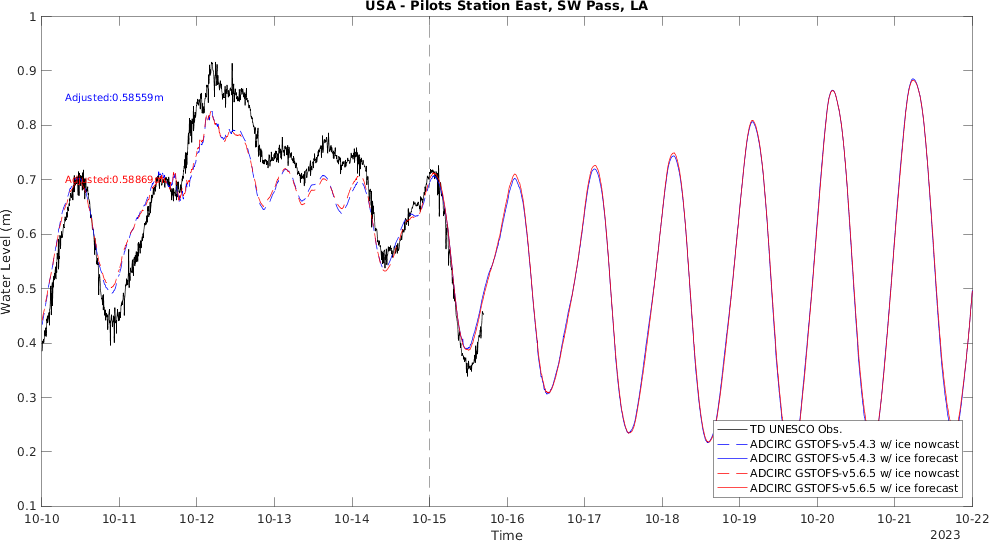 USA - Pilots Station East, SW Pass, LA
Water Level (m)
1
0.9
0.8
0.7
0.6
0.5
0.4
0.3
0.2
0.1
Adjusted:0.58559m
Adjusted:0.58869m
TD UNESCO Obs.
ADCIRC GSTOFS-v5.4.3 w/ ice nowcast
ADCIRC GSTOFS-v5.4.3 w/ ice forecast
ADCIRC GSTOFS-v5.6.5 w/ ice nowcast
ADCIRC GSTOFS-v5.6.5 w/ ice forecast
10-10 10-11 10-12 10-13 10-14 10-15 10-16 10-17 10-18 10-19 10-20 10-21 10-22
Time
2023